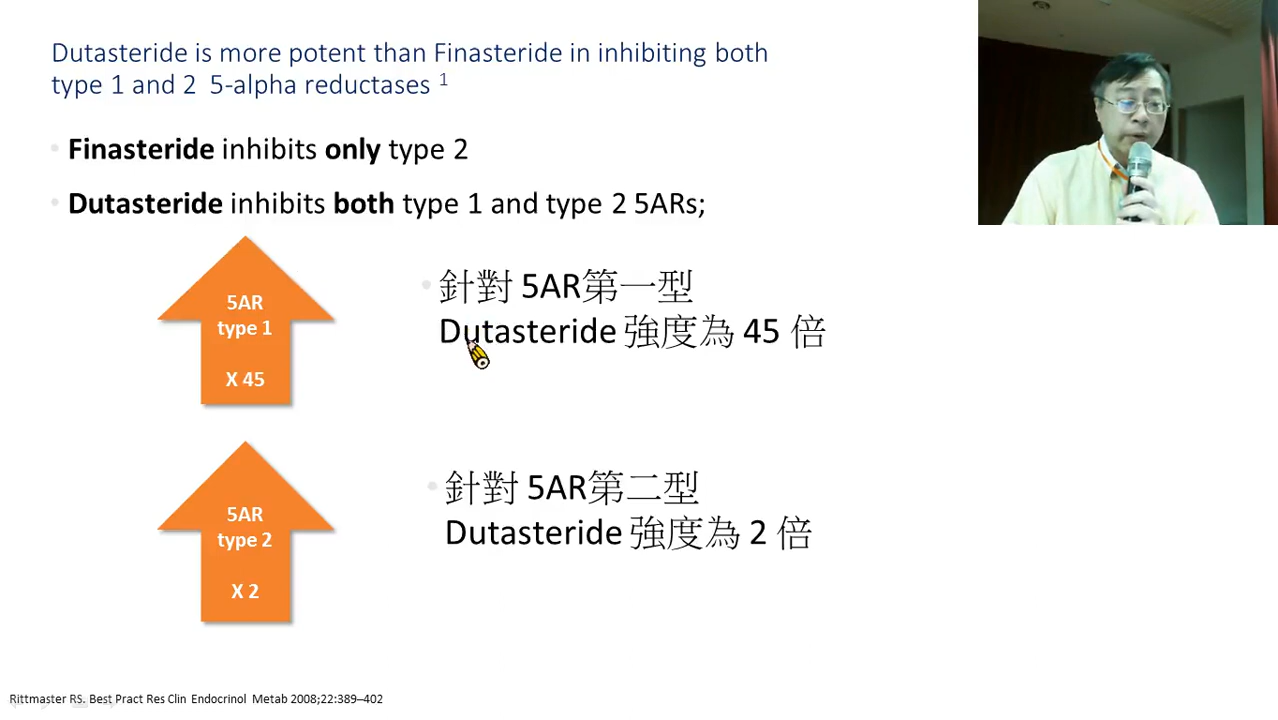 Dutasteride is more potent than Finasteride in inhibiting both
type 1 and 2 5-alpha reductases 1
Finasteride inhibits only type 2
Dutasteride inhibits both type 1 and type 2 5ARs;
5AR
type 1
X 45
針對 5AR第一型
Dutasteride 強度為 45 倍
5AR
type 2
X 2
針對 5AR第二型
Dutasteride 強度為 2 倍
Rittmaster RS. Best Pract Res Clin Endocrinol Metab 2008;22:389–402